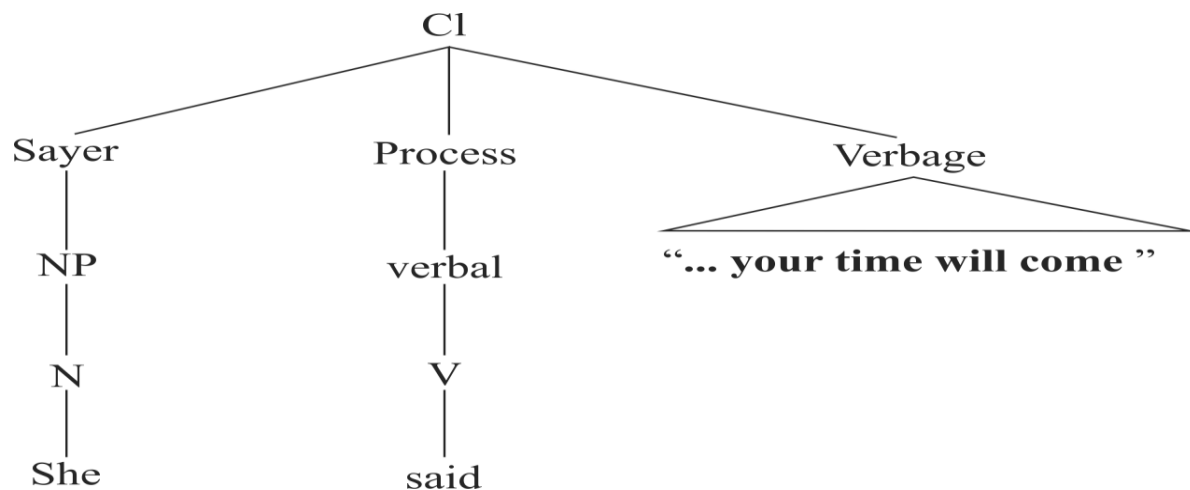 Cl
Sayer Process Verbage
NP verbal “... your time will come ”
N V
She said